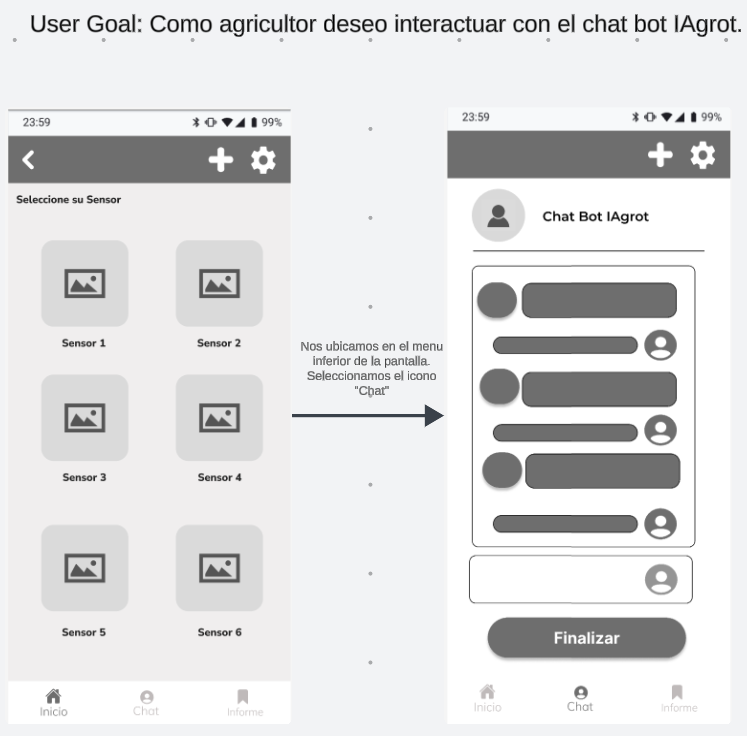 User Goal: Como agricultor deseo interactuar con el chat bot IAgrot.
23:59
99%
Seleccione su Sensor
Sensor 1
Sensor 2
Sensor 3
Sensor 4
Sensor 5
Sensor 6
Inicio
Chat
Informe
Nos ubicamos en el menu
inferior de la pantalla.
Seleccionamos el icono
"Chat"
23:59
99%
Chat Bot IAgrot
Finalizar
Inicio
Chat
Informe